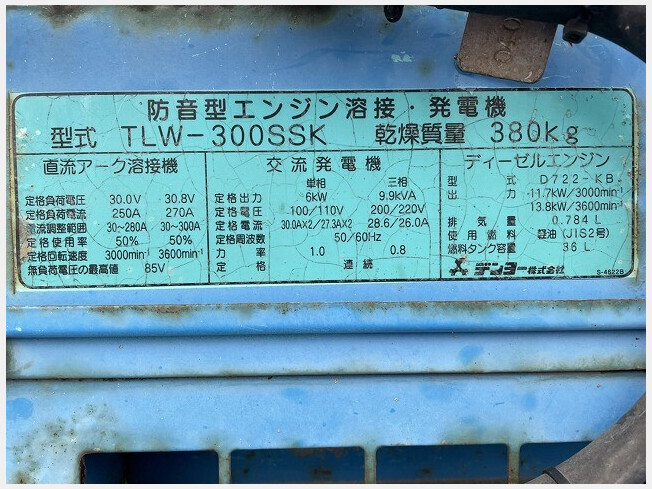 防音型エンジン溶接・発電機
型式 TLW-300SSK 乾燥質量 380kg
直流アーク溶接機
定格負荷電圧 30.0V 30.8V
定格負荷電流 250A 270A
電流調整範囲 30~280A 30~300A
定格使用率 50% 50%
定格回転速度 3000min⁻¹ 3600min⁻¹
無負荷電圧の最高値 85V
交流発電機
単相 三相
定格出力 6kW 9.9kVA
定格電圧 100/110V 200/220V
定格電流 30.0AX2/27.3AX2 28.6/26.0A
定格周波数 50/60Hz
力率 1.0 0.8
定格 連続
ディーゼルエンジン
型式 D722-KB
出力 11.7kW/3000min⁻¹
13.8kW/3600min⁻¹
排気量 0.784L
使用燃料 軽油(JIS2号)
燃料タンク容量 36L
デンヨー株式会社
S-4622B